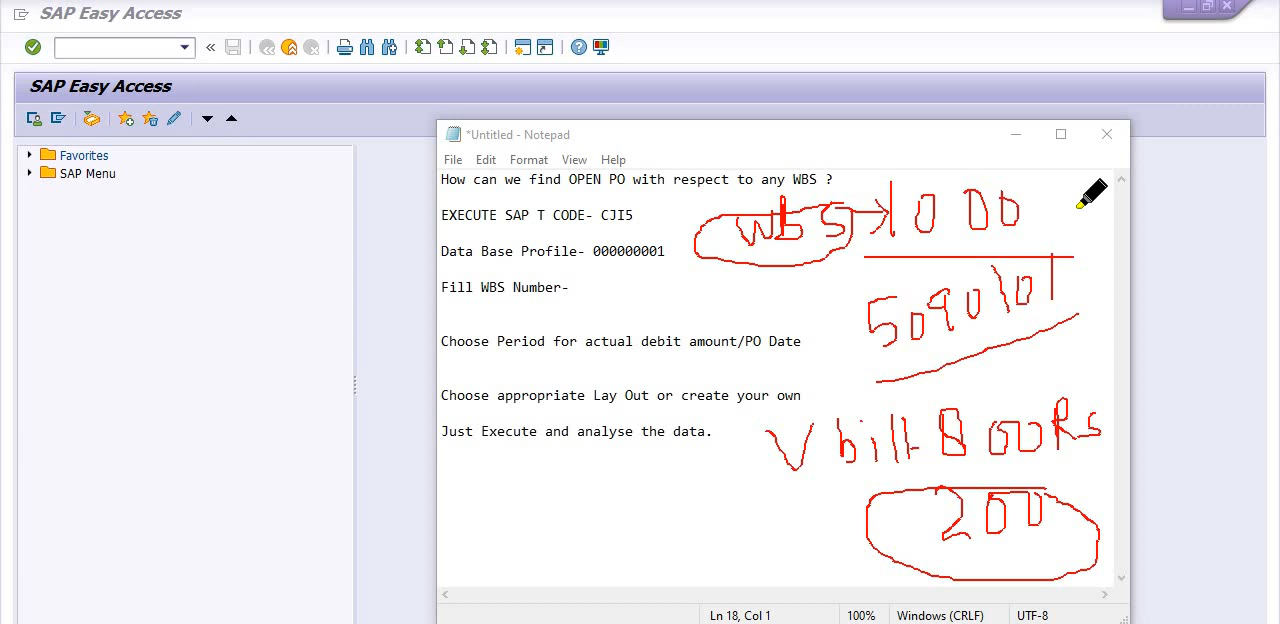 SAP Easy Access
SAP Easy Access
Favorites
SAP Menu
*Untitled - Notepad
File Edit Format View Help
How can we find OPEN PO with respect to any WBS ?
EXECUTE SAP T CODE- CJI5
Data Base Profile- 000000001
Fill WBS Number-
Choose Period for actual debit amount/PO Date
Choose appropriate Lay Out or create your own
Just Execute and analyse the data.
WbS → 1000
5090101
V bill-800Rs
200
Ln 18, Col 1 100% Windows (CRLF) UTF-8